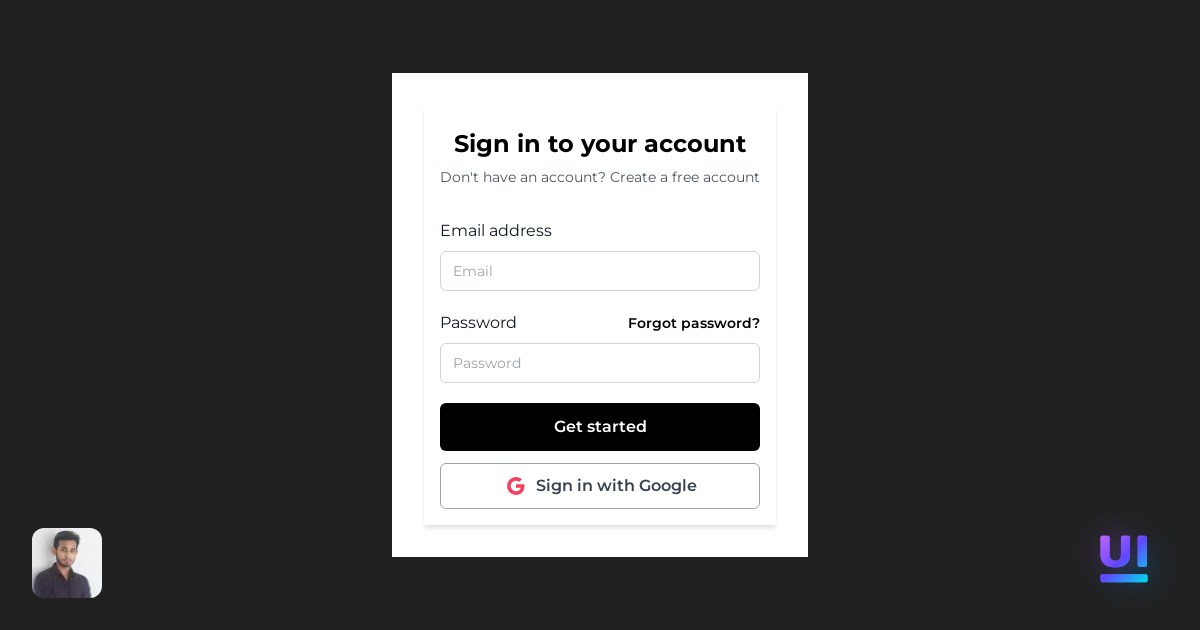 Sign in to your account
Don't have an account? Create a free account
Email address
Email
Password Forgot password?
Password
Get started
Sign in with Google
UI